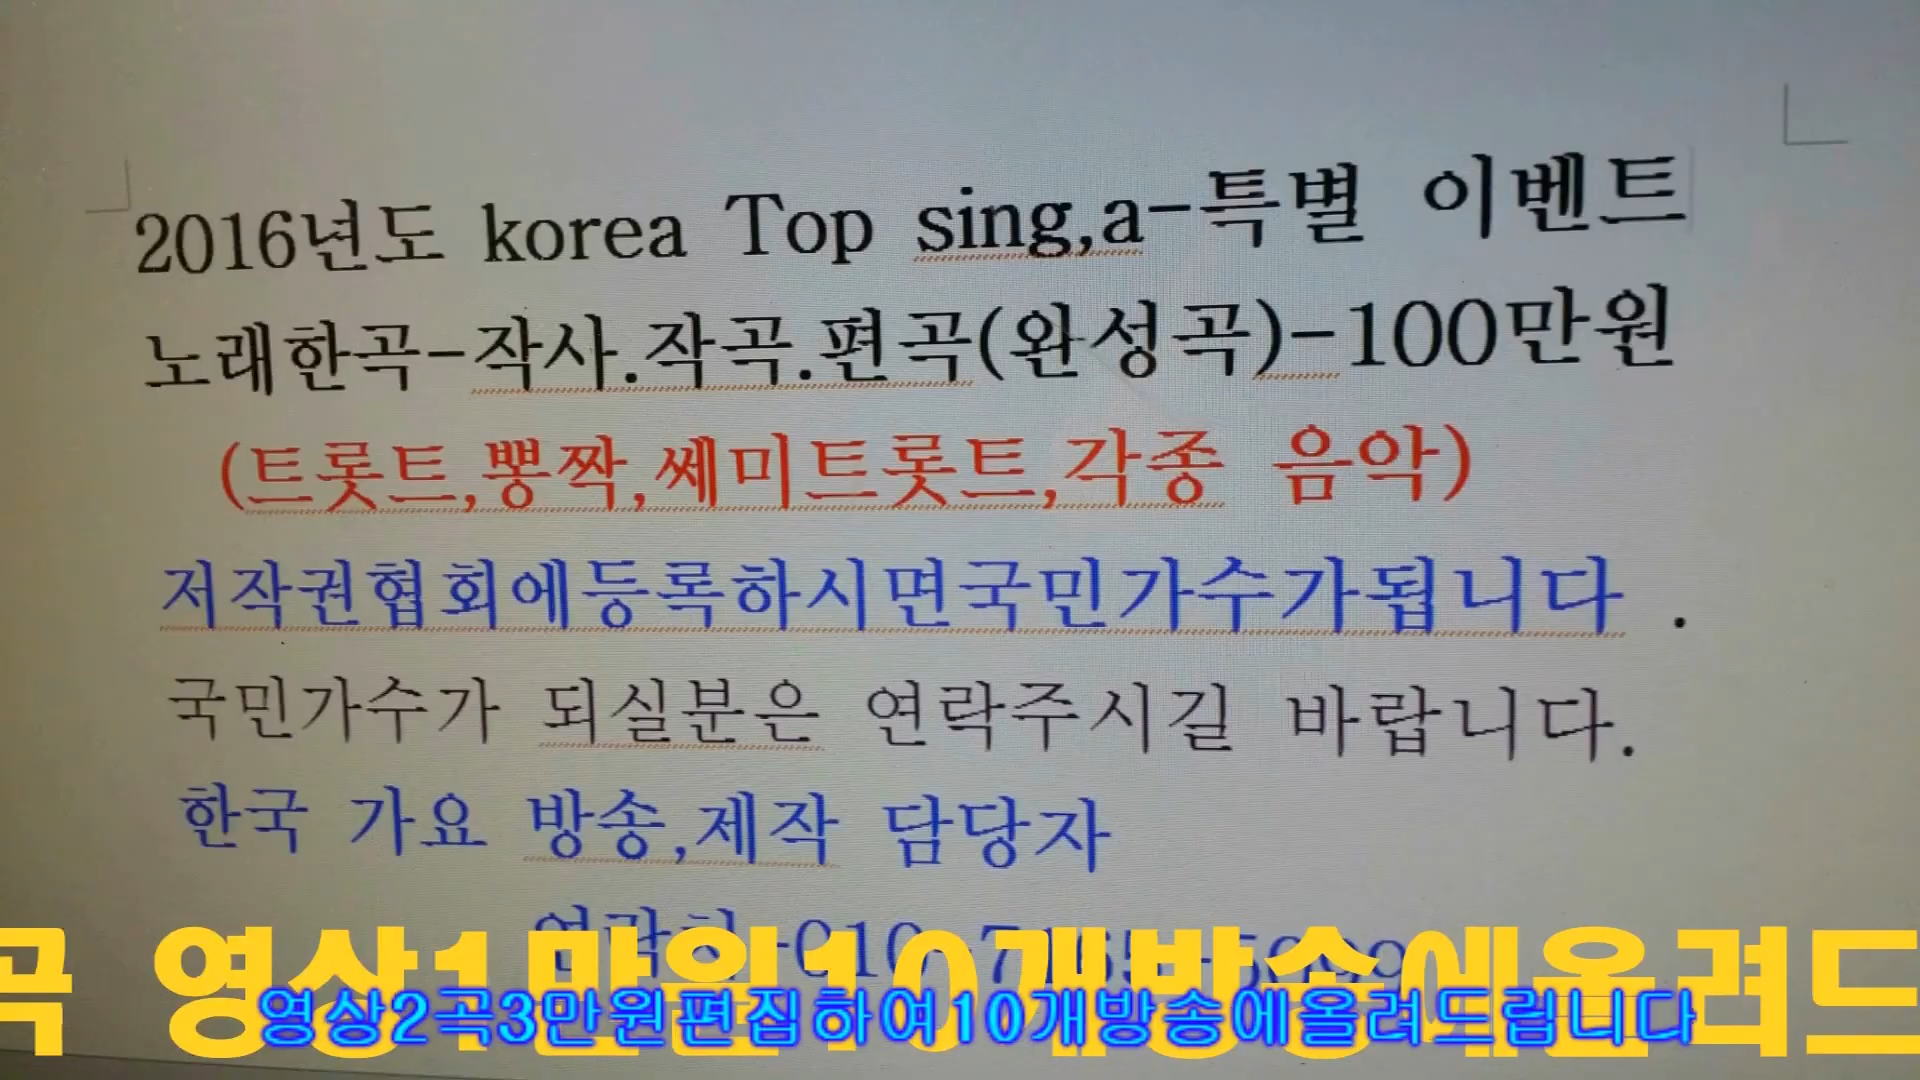 2016년도 korea Top sing,a-특별 이벤트
노래한곡-작사.작곡.편곡(완성곡)-100만원
(트롯트,뽕짝,쎄미트롯트,각종 음악)
저작권협회에등록하시면국민가수가됩니다 .
국민가수가 되실분은 연락주시길 바랍니다.
한국 가요 방송,제작 담당자
곡 영상1만원10개방송에올려드
영상2곡3만원편집하여10개방송에올려드립니다